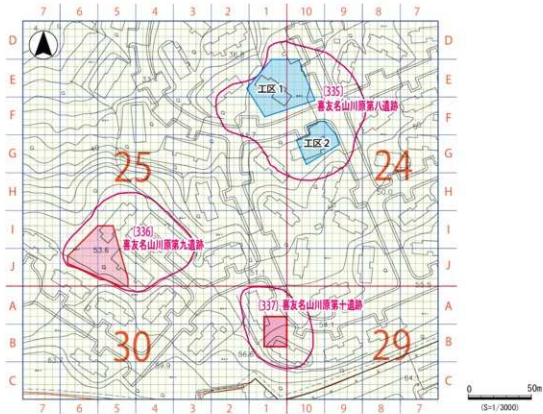 7 6 5 4 3 2 1 10 9 8 7
D D
E E
工区1
[335]
喜友名山川原第八遺跡
F F
工区2
G G
25 24
H H
[336]
喜友名山川原第九遺跡
I I
53.6
J J
[337] 喜友名山川原第十遺跡
A A
30 29
B B
C C
7 6 5 4 3 2 1 10 9 8 7
0 50m
(S=1/3000)